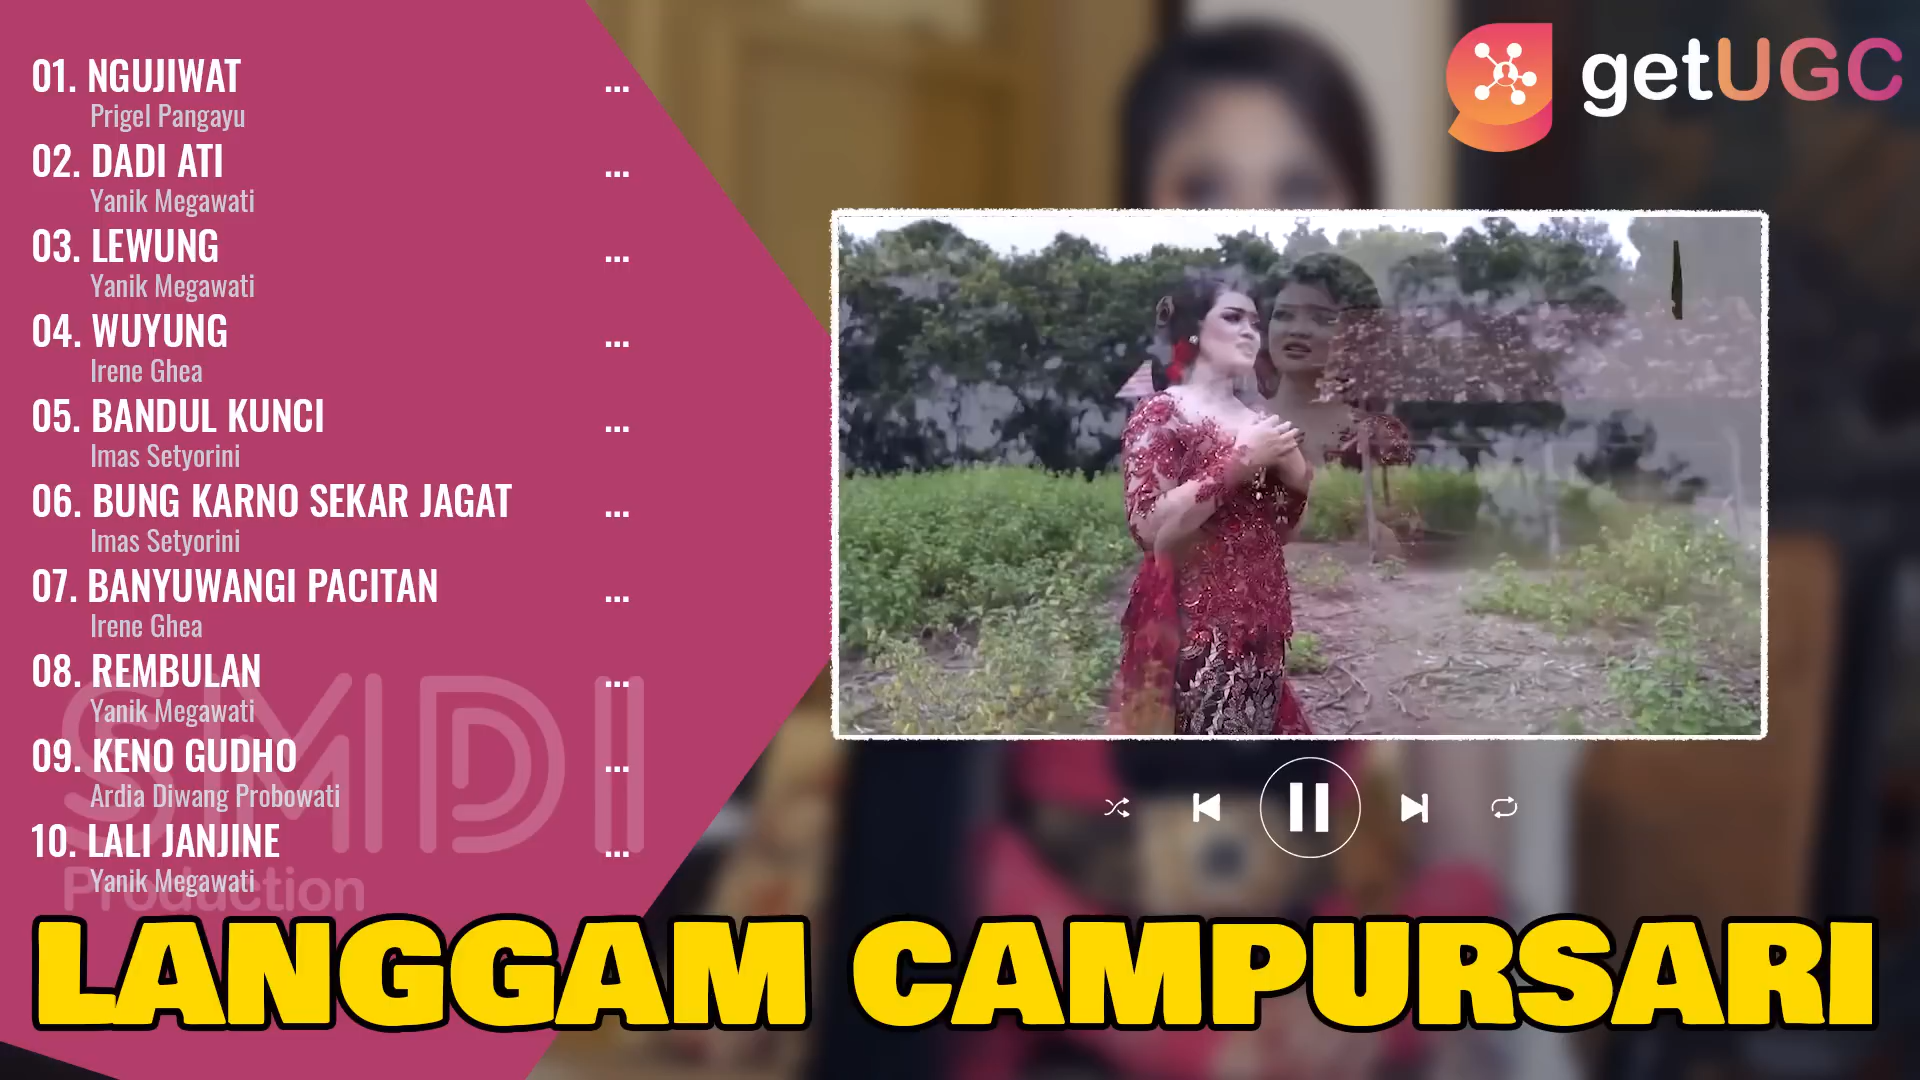 01. NGUJIWAT ...
Prigel Pangayu
02. DADI ATI ...
Yanik Megawati
03. LEWUNG ...
Yanik Megawati
04. WUYUNG ...
Irene Ghea
05. BANDUL KUNCI ...
Imas Setyorini
06. BUNG KARNO SEKAR JAGAT ...
Imas Setyorini
07. BANYUWANGI PACITAN ...
Irene Ghea
08. REMBULAN ...
Yanik Megawati
09. KENO GUDHO ...
Ardia Diwang Probowati
10. LALI JANJINE ...
Yanik Megawati
SMDI
Production
getUGC
LANGGAM CAMPURSARI